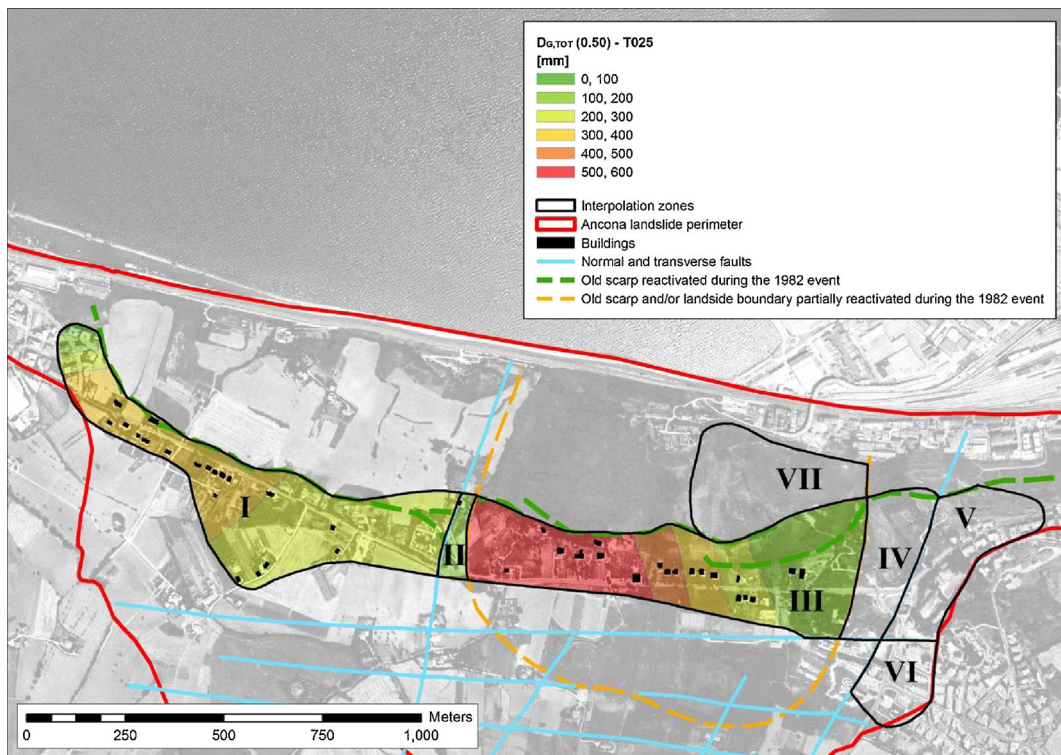 D_G,TOT (0.50) - T025
[mm]
0, 100
100, 200
200, 300
300, 400
400, 500
500, 600
Interpolation zones
Ancona landslide perimeter
Buildings
Normal and transverse faults
Old scarp reactivated during the 1982 event
Old scarp and/or landside boundary partially reactivated during the 1982 event
VII
I
V
II
IV
III
VI
Meters
0 250 500 1,000